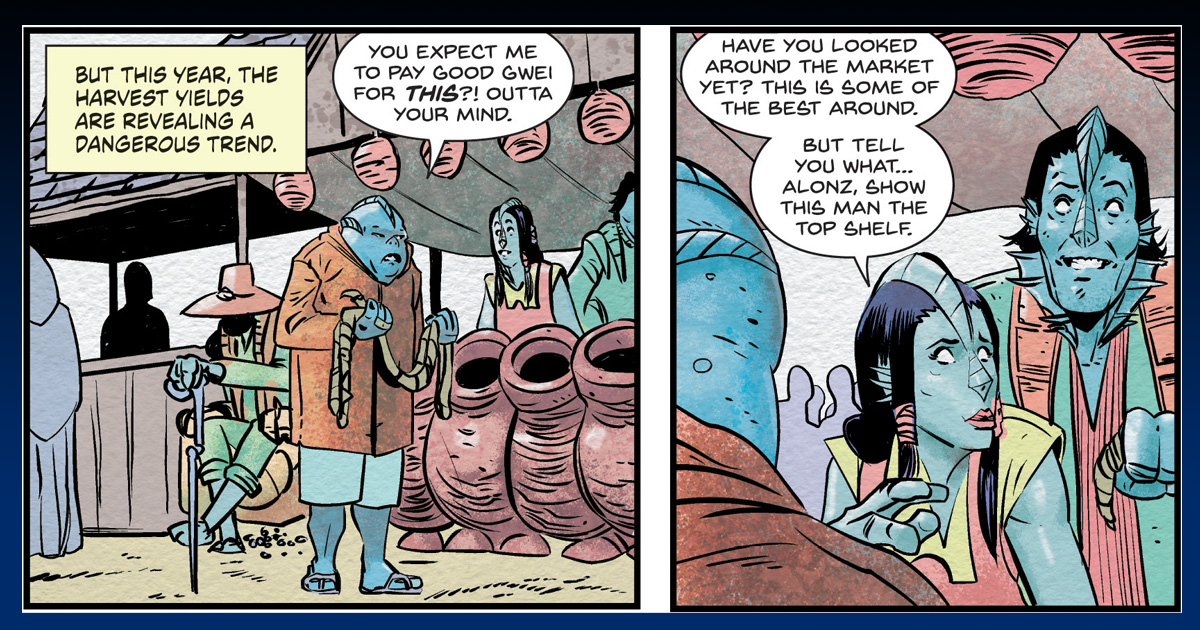 BUT THIS YEAR, THE
HARVEST YIELDS
ARE REVEALING A
DANGEROUS TREND.
YOU EXPECT ME
TO PAY GOOD GWEI
FOR THIS?! OUTTA
YOUR MIND.
HAVE YOU LOOKED
AROUND THE MARKET
YET? THIS IS SOME OF
THE BEST AROUND.
BUT TELL
YOU WHAT...
ALONZ, SHOW
THIS MAN THE
TOP SHELF.